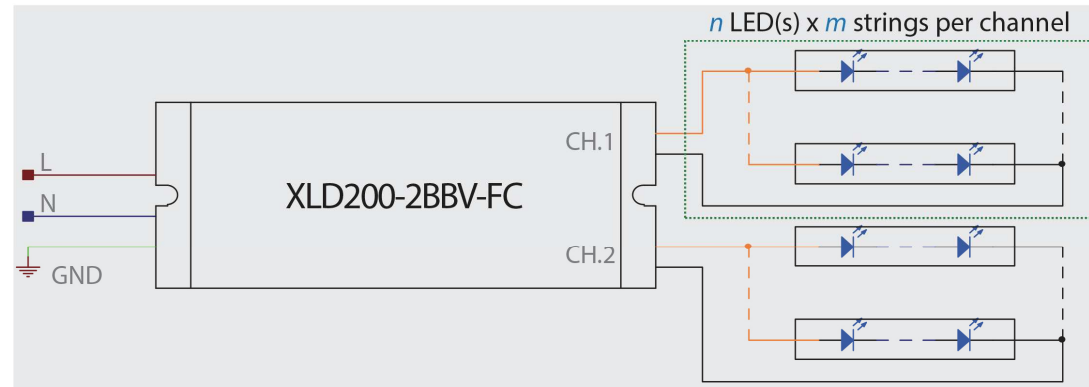 n LED(s) x m strings per channel
CH.1
L
XLD200-2BBV-FC
N
CH.2
GND